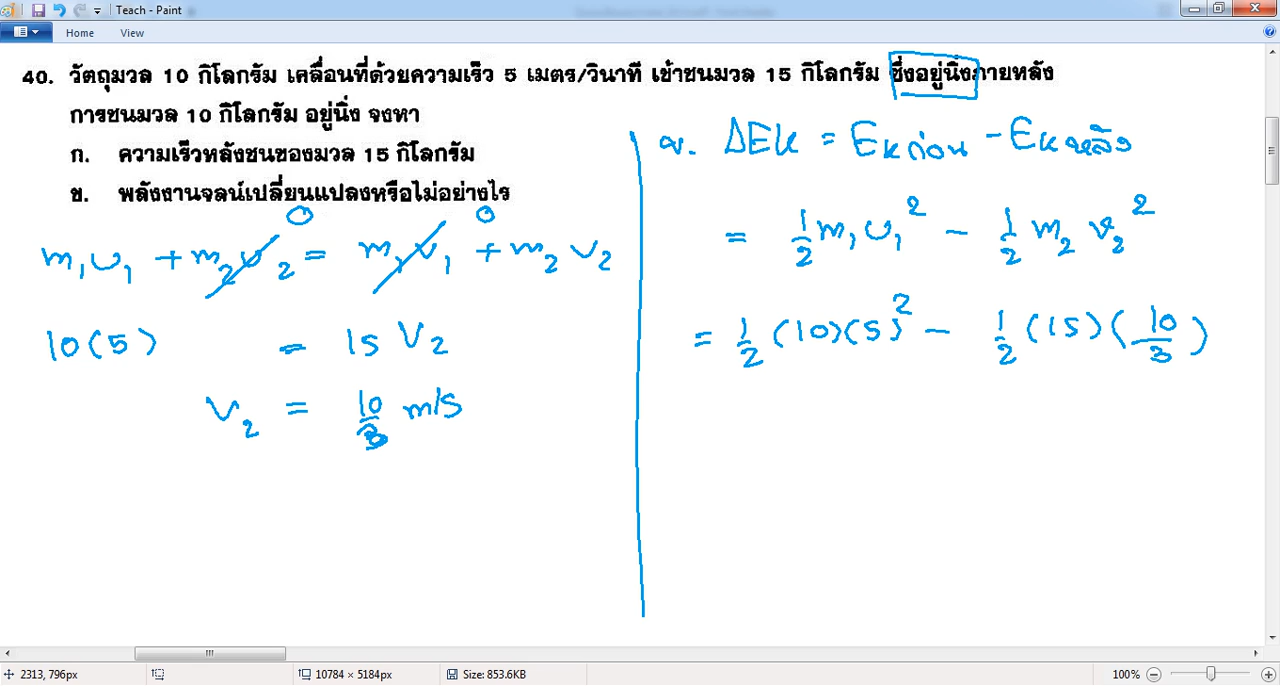 Teach - Paint
Home View
40. วัตถุมวล 10 กิโลกรัม เคลื่อนที่ด้วยความเร็ว 5 เมตร/วินาที เข้าชนมวล 15 กิโลกรัม ซึ่งอยู่นิ่งภายหลัง
การชนมวล 10 กิโลกรัม อยู่นิ่ง จงหา
ก. ความเร็วหลังชนของมวล 15 กิโลกรัม
ข. พลังงานจลน์เปลี่ยนแปลงหรือไม่อย่างไร
0 0
m₁u₁ + m₂u₂ = m₁v₁ + m₂v₂
10(5) = 15 V₂
V₂ = 10/3 m/s
ข. ΔEk = Ekก่อน - Ekหลัง
= 1/2 m₁u₁² - 1/2 m₂v₂²
= 1/2 (10)(5)² - 1/2 (15)(10/3)
2313, 796px
10784 × 5184px
Size: 853.6KB
100%